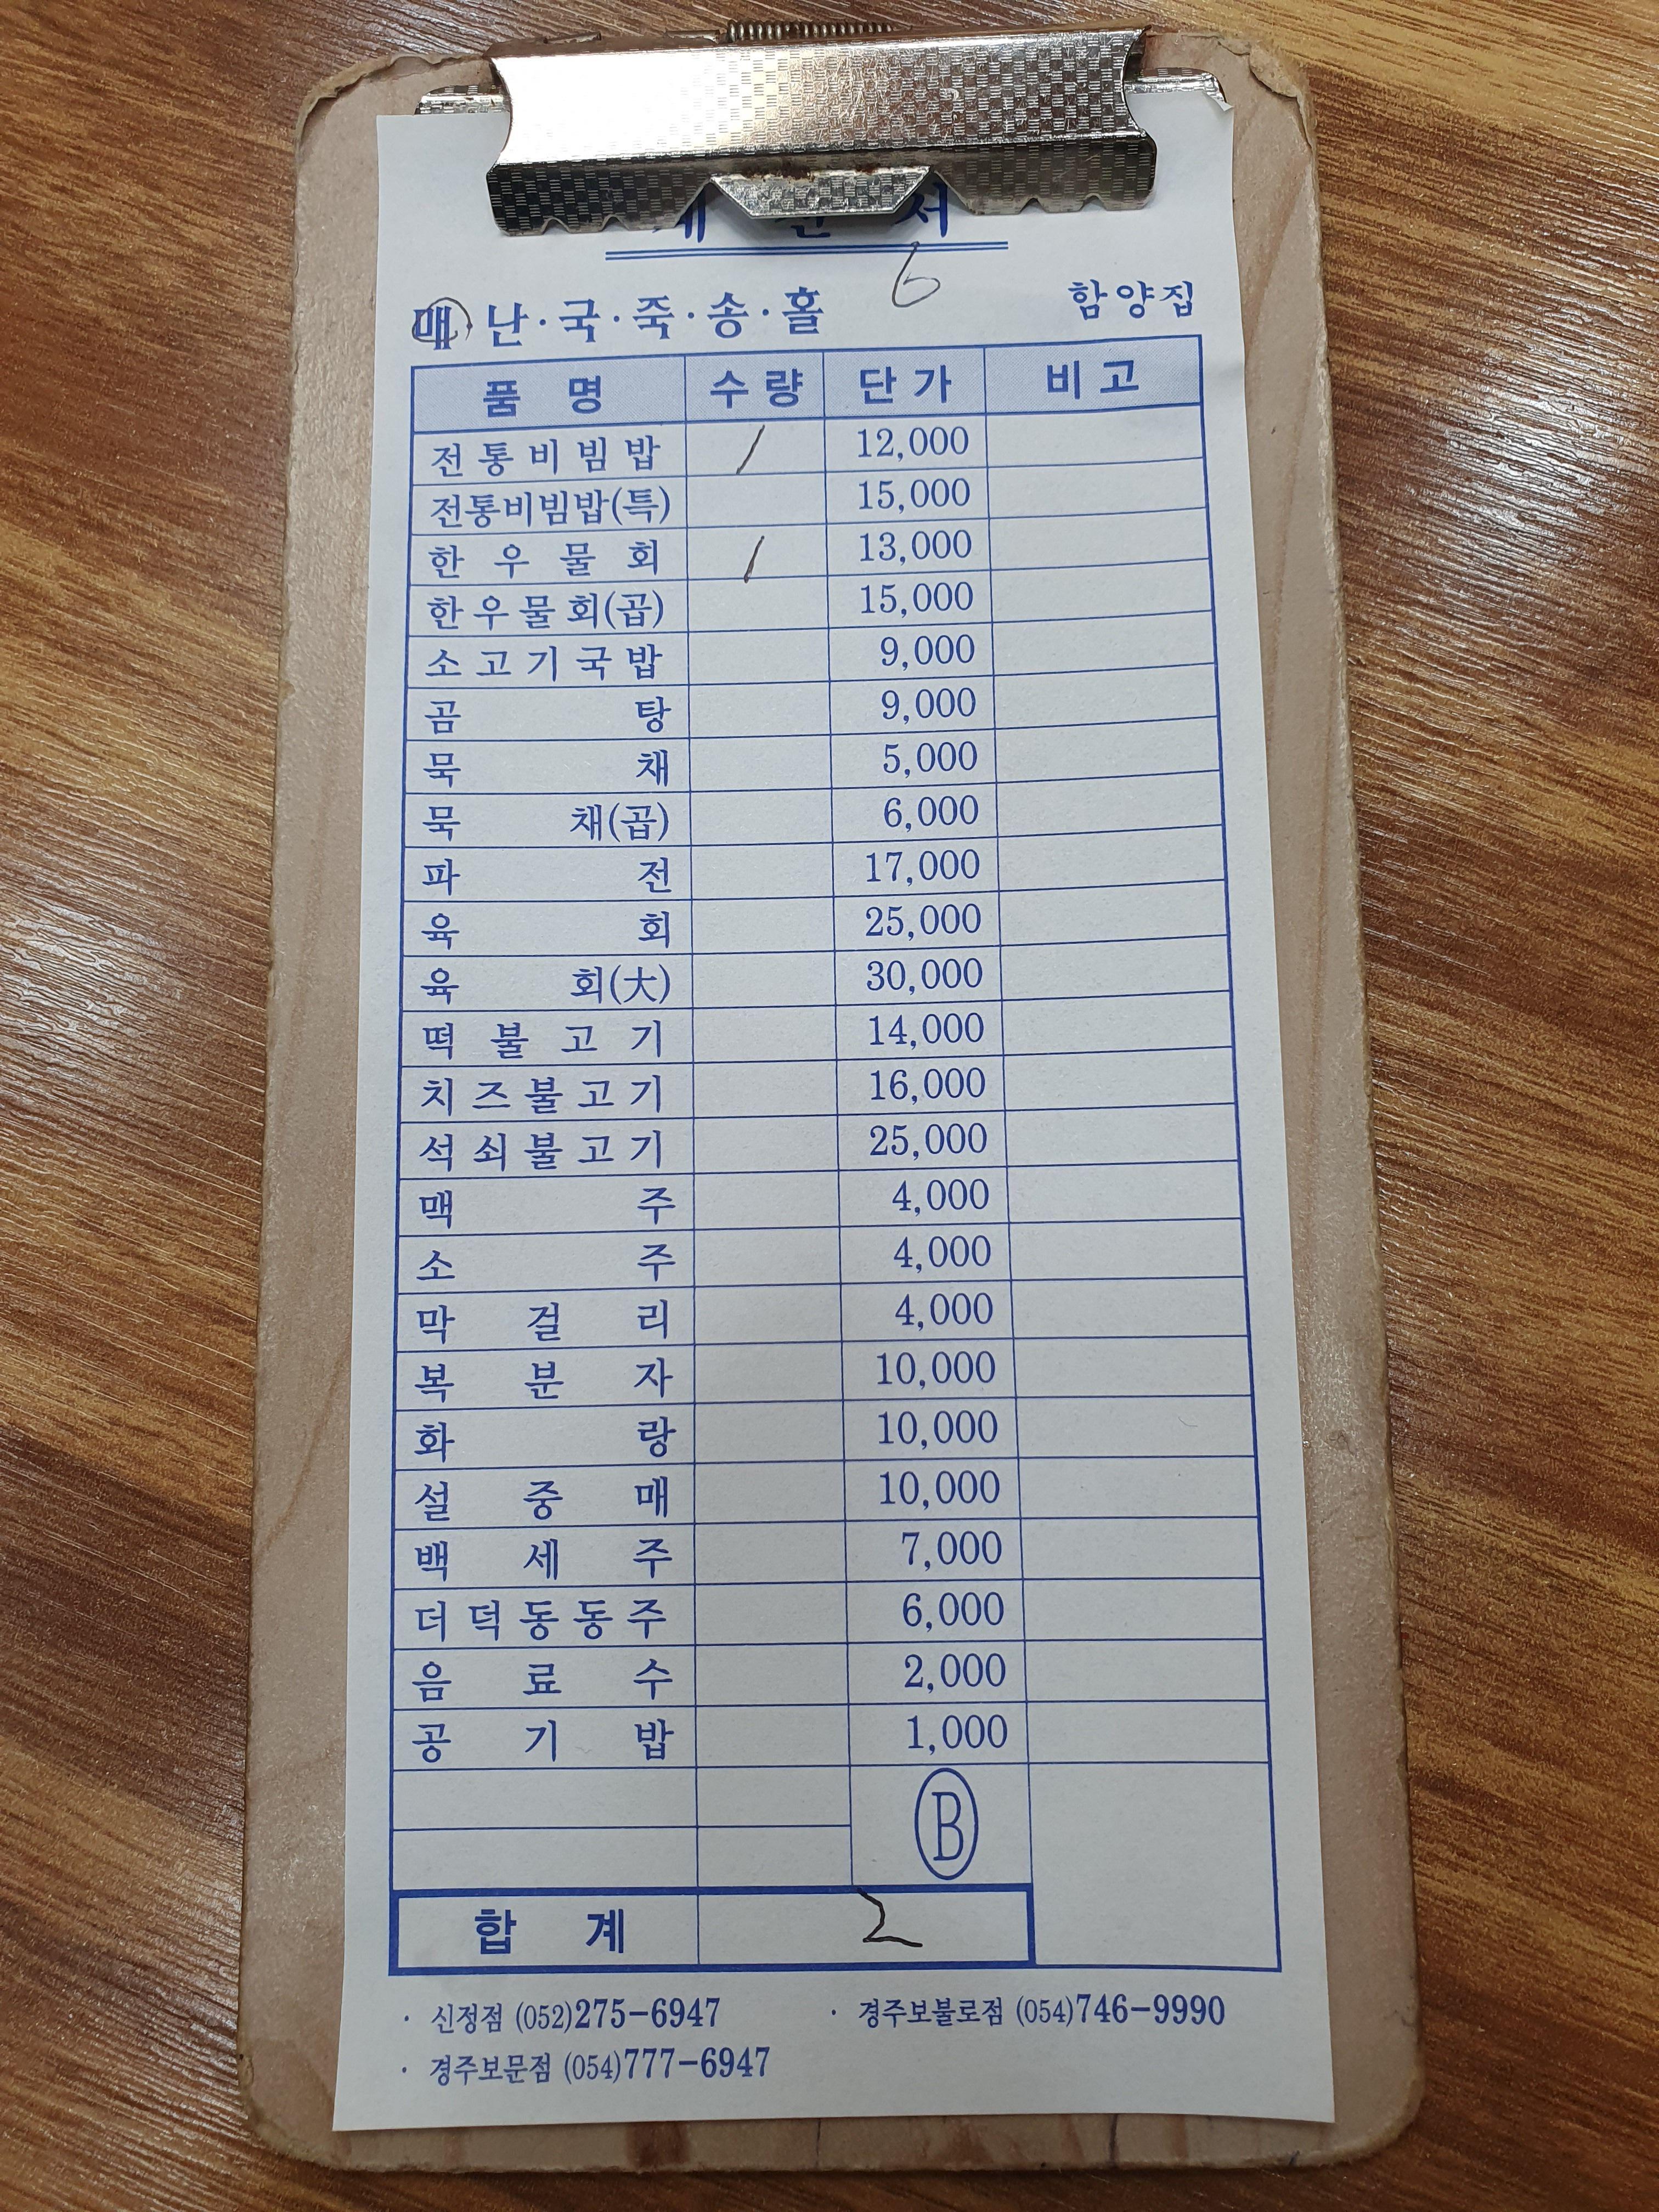 계산서
6
매·난·국·죽·송·홀 함양집
품명 수량 단가 비고
전통비빔밥 / 12,000
전통비빔밥(특) 15,000
한우물회 / 13,000
한우물회(곱) 15,000
소고기국밥 9,000
곰탕 9,000
묵채 5,000
묵채(곱) 6,000
파전 17,000
육회 25,000
육회(大) 30,000
떡불고기 14,000
치즈불고기 16,000
석쇠불고기 25,000
맥주 4,000
소주 4,000
막걸리 4,000
복분자 10,000
화랑 10,000
설중매 10,000
백세주 7,000
더덕동동주 6,000
음료수 2,000
공기밥 1,000
B
합계 2
· 신정점 (052)275-6947 · 경주보불로점 (054)746-9990
· 경주보문점 (054)777-6947